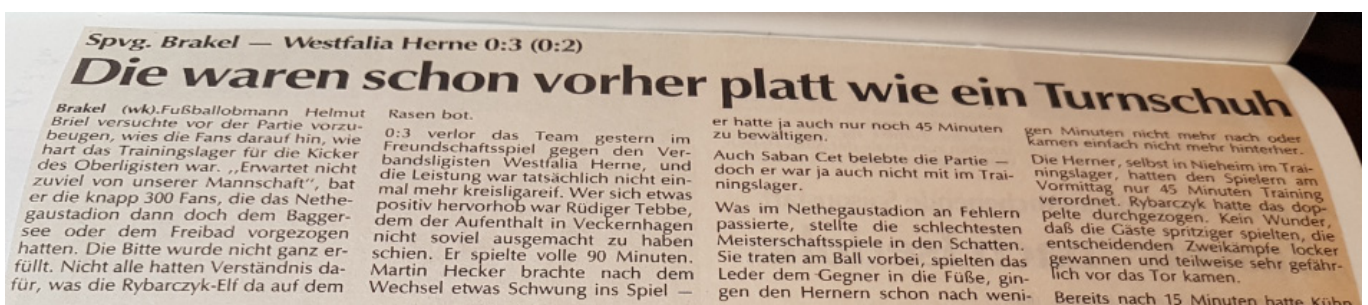 Spvg. Brakel — Westfalia Herne 0:3 (0:2)
Die waren schon vorher platt wie ein Turnschuh
Brakel (wk).Fußballobmann Helmut
Briel versuchte vor der Partie vorzu-
beugen, wies die Fans darauf hin, wie
hart das Trainingslager für die Kicker
des Oberligisten war. „Erwartet nicht
zuviel von unserer Mannschaft“, bat
er die knapp 300 Fans, die das Nethe-
gaustadion dann doch dem Bagger-
see oder dem Freibad vorgezogen
hatten. Die Bitte wurde nicht ganz er-
füllt. Nicht alle hatten Verständnis da-
für, was die Rybarczyk-Elf da auf dem
Rasen bot.
0:3 verlor das Team gestern im
Freundschaftsspiel gegen den Ver-
bandsligisten Westfalia Herne, und
die Leistung war tatsächlich nicht ein-
mal mehr kreisligareif. Wer sich etwas
positiv hervorhob war Rüdiger Tebbe,
dem der Aufenthalt in Veckernhagen
nicht soviel ausgemacht zu haben
schien. Er spielte volle 90 Minuten.
Martin Hecker brachte nach dem
Wechsel etwas Schwung ins Spiel —
er hatte ja auch nur noch 45 Minuten
zu bewältigen.
Auch Saban Cet belebte die Partie —
doch er war ja auch nicht mit im Trai-
ningslager.
Was im Nethegaustadion an Fehlern
passierte, stellte die schlechtesten
Meisterschaftsspiele in den Schatten.
Sie traten am Ball vorbei, spielten das
Leder dem Gegner in die Füße, gin-
gen den Hernern schon nach weni-
gen Minuten nicht mehr nach oder
kamen einfach nicht mehr hinterher.
Die Herner, selbst in Nieheim im Trai-
ningslager, hatten den Spielern am
Vormittag nur 45 Minuten Training
verordnet. Rybarczyk hatte das dop-
pelte durchgezogen. Kein Wunder,
daß die Gäste spritziger spielten, die
entscheidenden Zweikämpfe locker
gewannen und teilweise sehr gefähr-
lich vor das Tor kamen.
Bereits nach 15 Minuten hatte Kühn